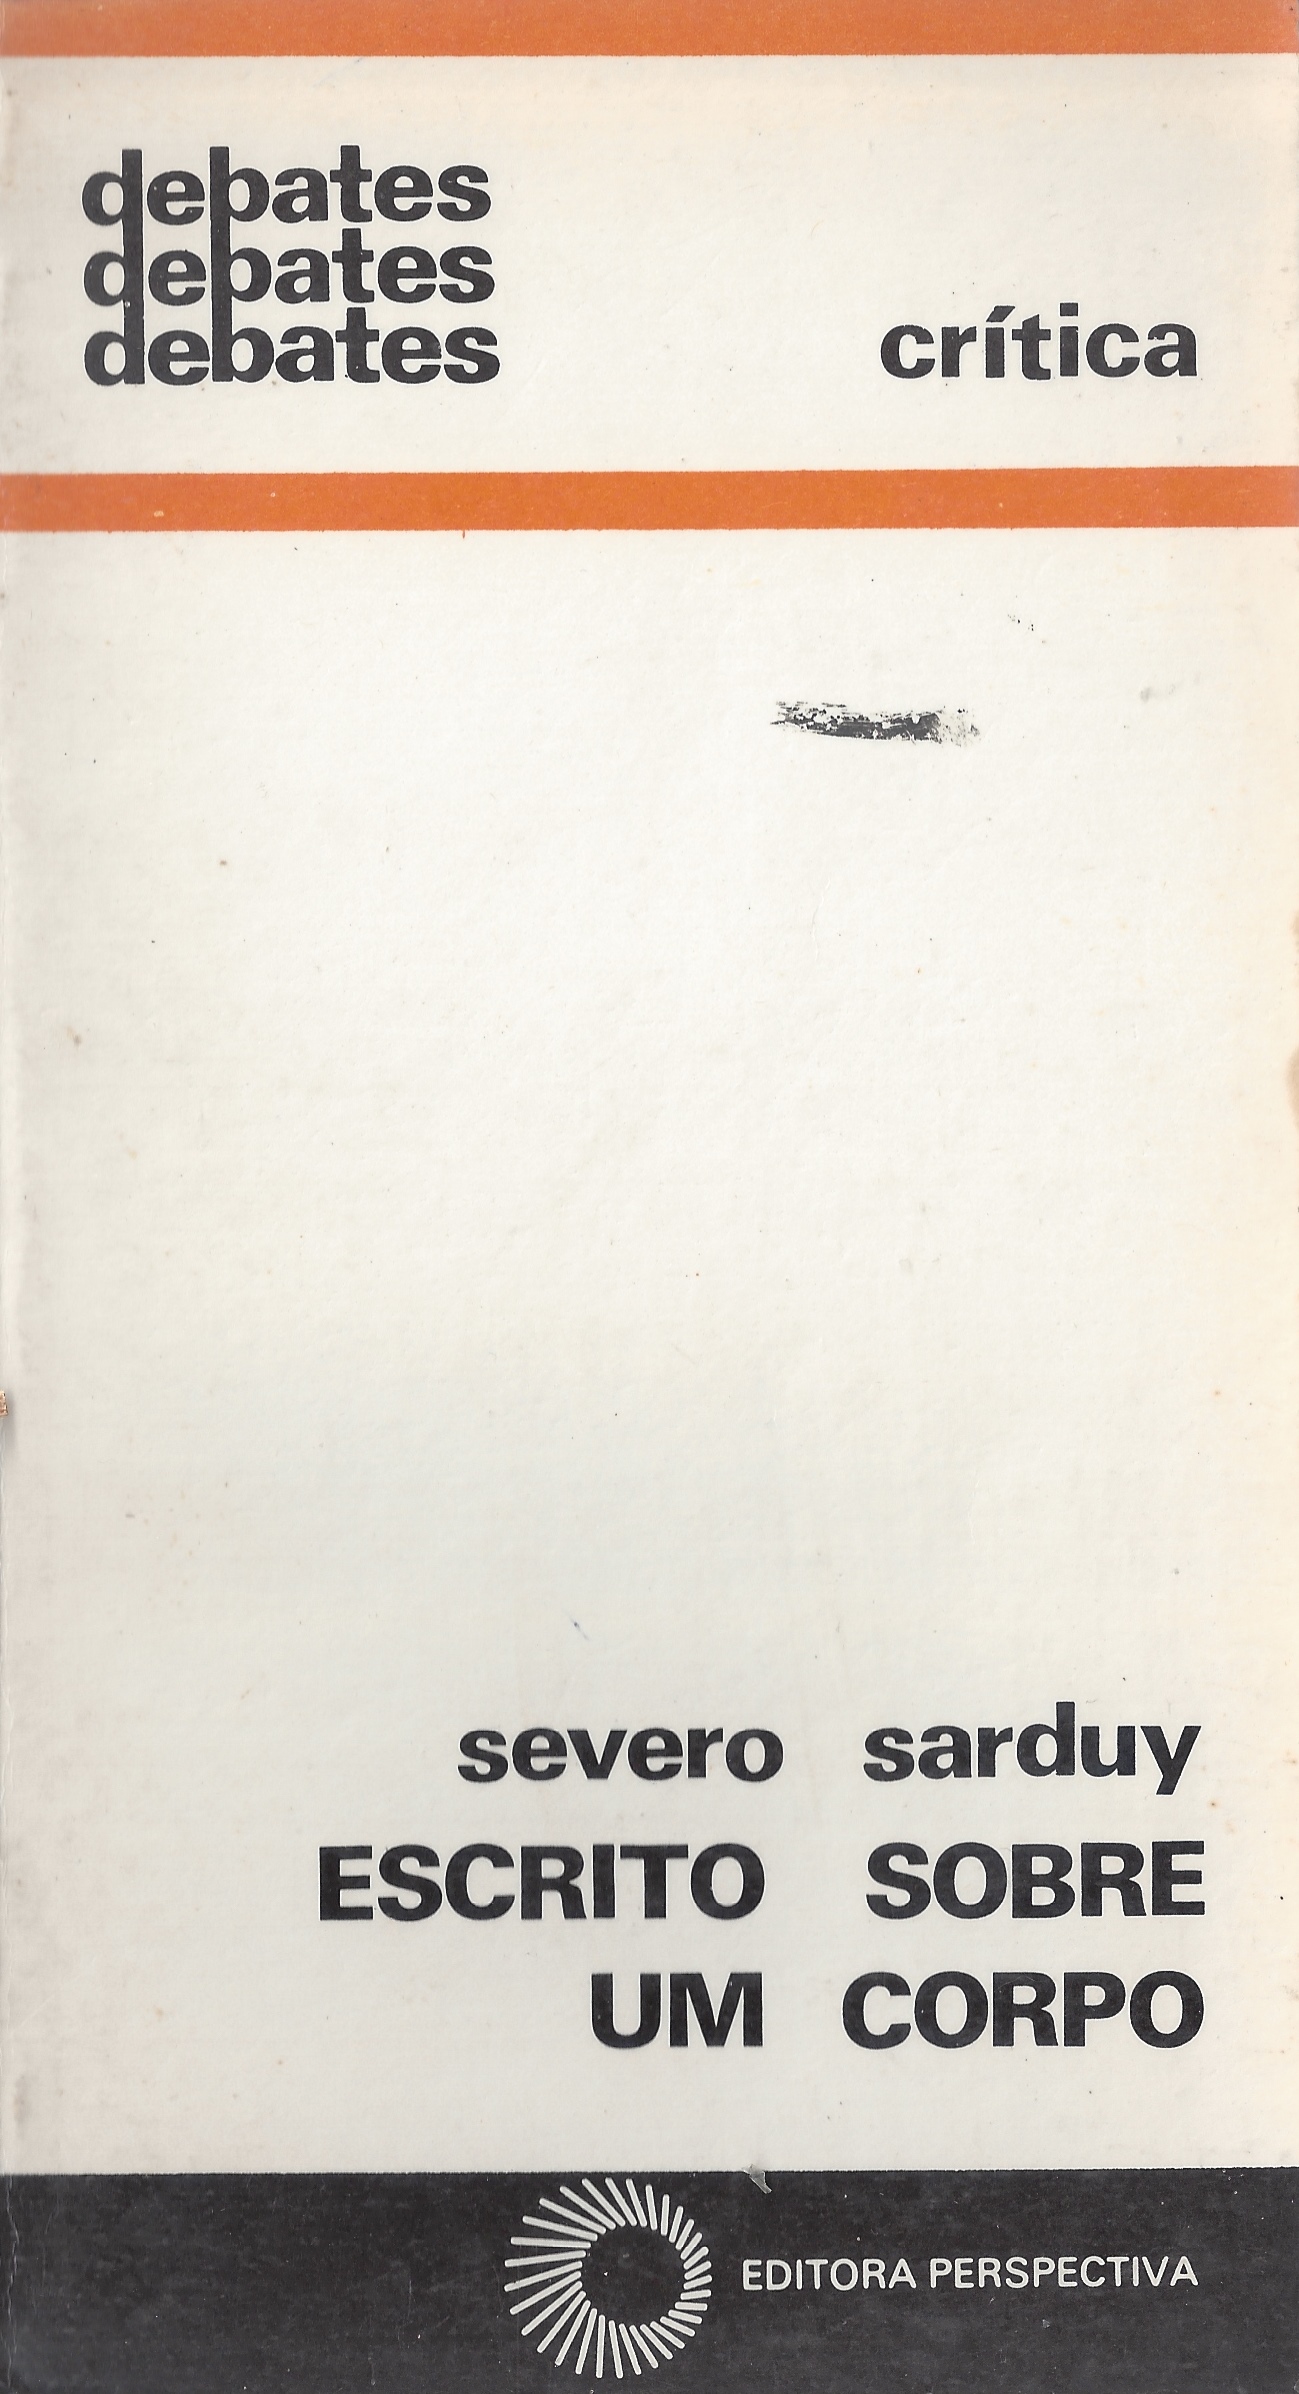 debates
debates
debates
crítica
severo sarduy
ESCRITO SOBRE
UM CORPO
EDITORA PERSPECTIVA